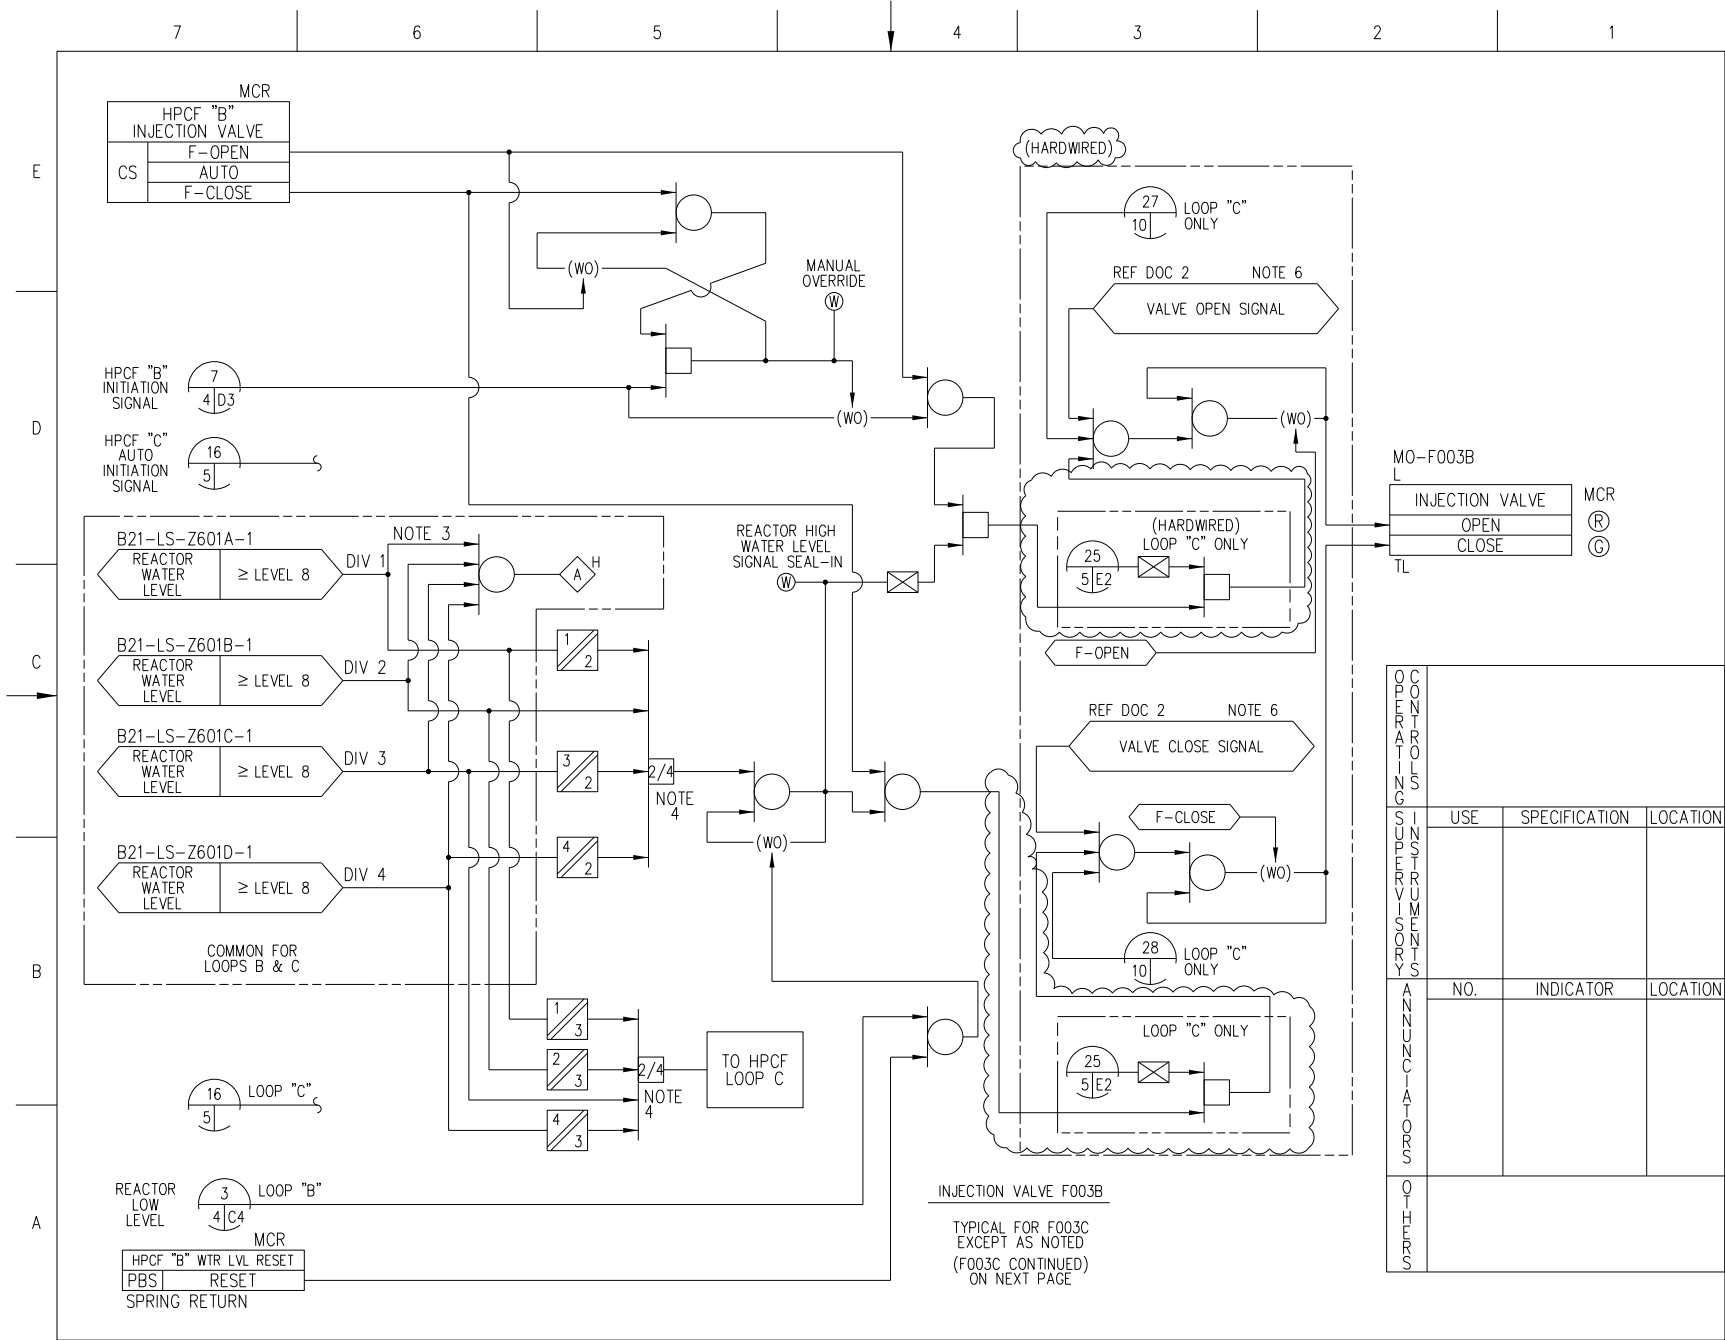 7 6 5 4 3 2 1
E
D
C
B
A
MCR
HPCF "B"
INJECTION VALVE
CS
F-OPEN
AUTO
F-CLOSE
(WO)
MANUAL
OVERRIDE
W
HPCF "B"
INITIATION
SIGNAL
7
4 D3
(WO)
HPCF "C"
AUTO
INITIATION
SIGNAL
16
5
B21-LS-Z601A-1
REACTOR
WATER
LEVEL
≥ LEVEL 8
DIV 1
NOTE 3
A
H
B21-LS-Z601B-1
REACTOR
WATER
LEVEL
≥ LEVEL 8
DIV 2
B21-LS-Z601C-1
REACTOR
WATER
LEVEL
≥ LEVEL 8
DIV 3
B21-LS-Z601D-1
REACTOR
WATER
LEVEL
≥ LEVEL 8
DIV 4
COMMON FOR
LOOPS B & C
1
2
3
2
4
2
2/4
NOTE
4
REACTOR HIGH
WATER LEVEL
SIGNAL SEAL-IN
W
(WO)
1
3
2
3
4
3
2/4
NOTE
4
TO HPCF
LOOP C
16
5
LOOP "C"
REACTOR
LOW
LEVEL
3
4 C4
LOOP "B"
MCR
HPCF "B" WTR LVL RESET
PBS RESET
SPRING RETURN
(HARDWIRED)
27
10
LOOP "C"
ONLY
REF DOC 2 NOTE 6
VALVE OPEN SIGNAL
(WO)
(HARDWIRED)
LOOP "C" ONLY
25
5 E2
F-OPEN
REF DOC 2 NOTE 6
VALVE CLOSE SIGNAL
F-CLOSE
(WO)
28
10
LOOP "C"
ONLY
LOOP "C" ONLY
25
5 E2
INJECTION VALVE F003B
TYPICAL FOR F003C
EXCEPT AS NOTED
(F003C CONTINUED)
ON NEXT PAGE
MO-F003B
L
INJECTION VALVE
OPEN
CLOSE
TL
MCR
R
G
OPERATING
CONTROLS
SUPERVISORY
INSTRUMENTS
USE SPECIFICATION LOCATION
ANNUNCIATORS
NO. INDICATOR LOCATION
OTHERS